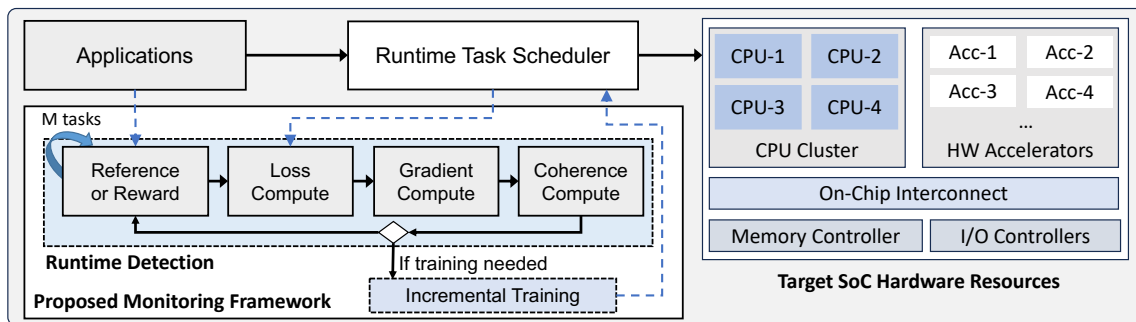 Applications
Runtime Task Scheduler
M tasks
Reference
or Reward
Loss
Compute
Gradient
Compute
Coherence
Compute
Runtime Detection
If training needed
Incremental Training
Proposed Monitoring Framework
CPU-1
CPU-2
CPU-3
CPU-4
CPU Cluster
Acc-1
Acc-2
Acc-3
Acc-4
...
HW Accelerators
On-Chip Interconnect
Memory Controller
I/O Controllers
Target SoC Hardware Resources